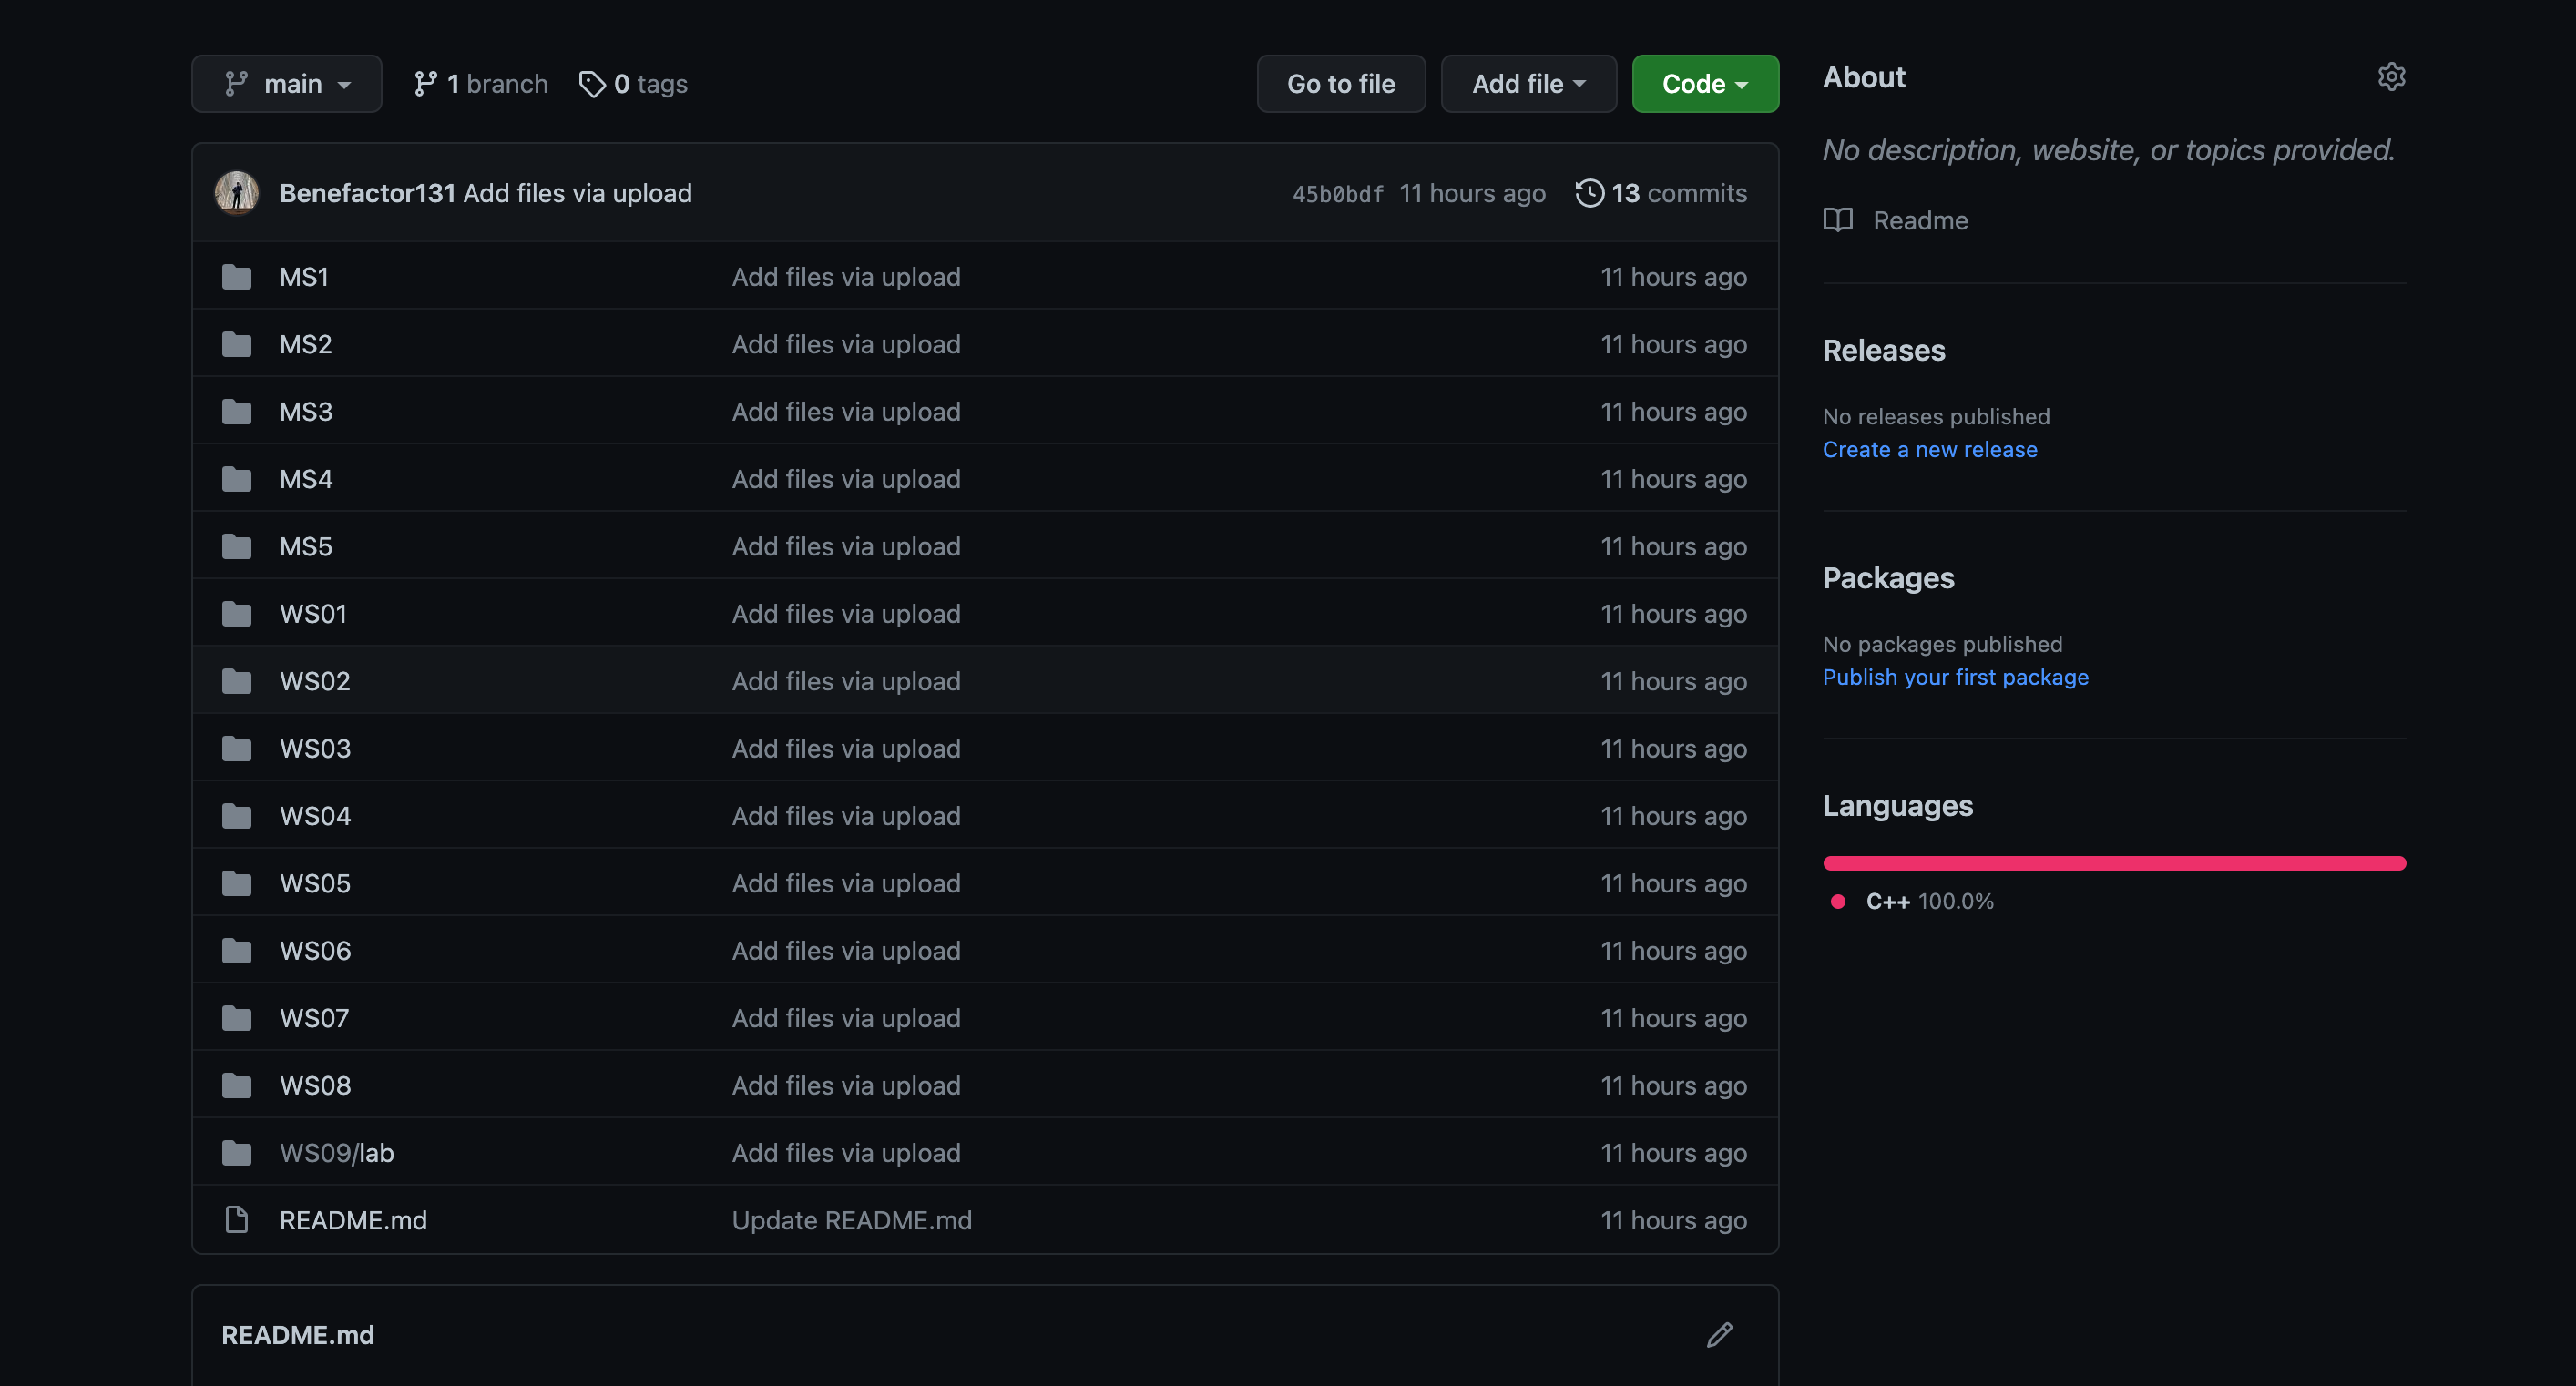 main 1 branch 0 tags Go to file Add file Code
Benefactor131 Add files via upload 45b0bdf 11 hours ago 13 commits
MS1 Add files via upload 11 hours ago
MS2 Add files via upload 11 hours ago
MS3 Add files via upload 11 hours ago
MS4 Add files via upload 11 hours ago
MS5 Add files via upload 11 hours ago
WS01 Add files via upload 11 hours ago
WS02 Add files via upload 11 hours ago
WS03 Add files via upload 11 hours ago
WS04 Add files via upload 11 hours ago
WS05 Add files via upload 11 hours ago
WS06 Add files via upload 11 hours ago
WS07 Add files via upload 11 hours ago
WS08 Add files via upload 11 hours ago
WS09/lab Add files via upload 11 hours ago
README.md Update README.md 11 hours ago
README.md
About
No description, website, or topics provided.
Readme
Releases
No releases published
Create a new release
Packages
No packages published
Publish your first package
Languages
C++ 100.0%